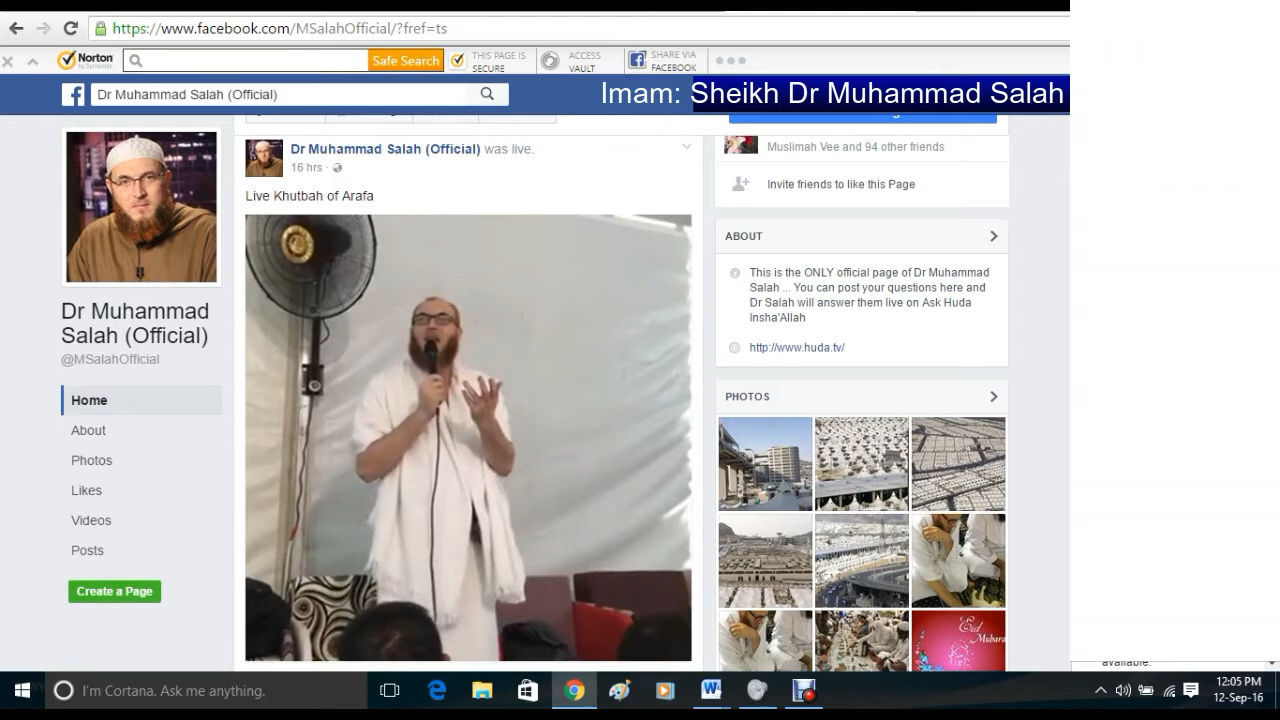 https://www.facebook.com/MSalahOfficial/?fref=ts
Norton
by Symantec
Safe Search
THIS PAGE IS
SECURE
ACCESS
VAULT
SHARE VIA
FACEBOOK
Dr Muhammad Salah (Official)
Imam: Sheikh Dr Muhammad Salah
Dr Muhammad
Salah (Official)
@MSalahOfficial
Home
About
Photos
Likes
Videos
Posts
Create a Page
Dr Muhammad Salah (Official) was live.
16 hrs ·
Live Khutbah of Arafa
Muslimah Vee and 94 other friends
Invite friends to like this Page
ABOUT
This is the ONLY official page of Dr Muhammad
Salah ... You can post your questions here and
Dr Salah will answer them live on Ask Huda
Insha'Allah
http://www.huda.tv/
PHOTOS
Eid
Mubara
available.
I'm Cortana. Ask me anything.
12:05 PM
12-Sep-16